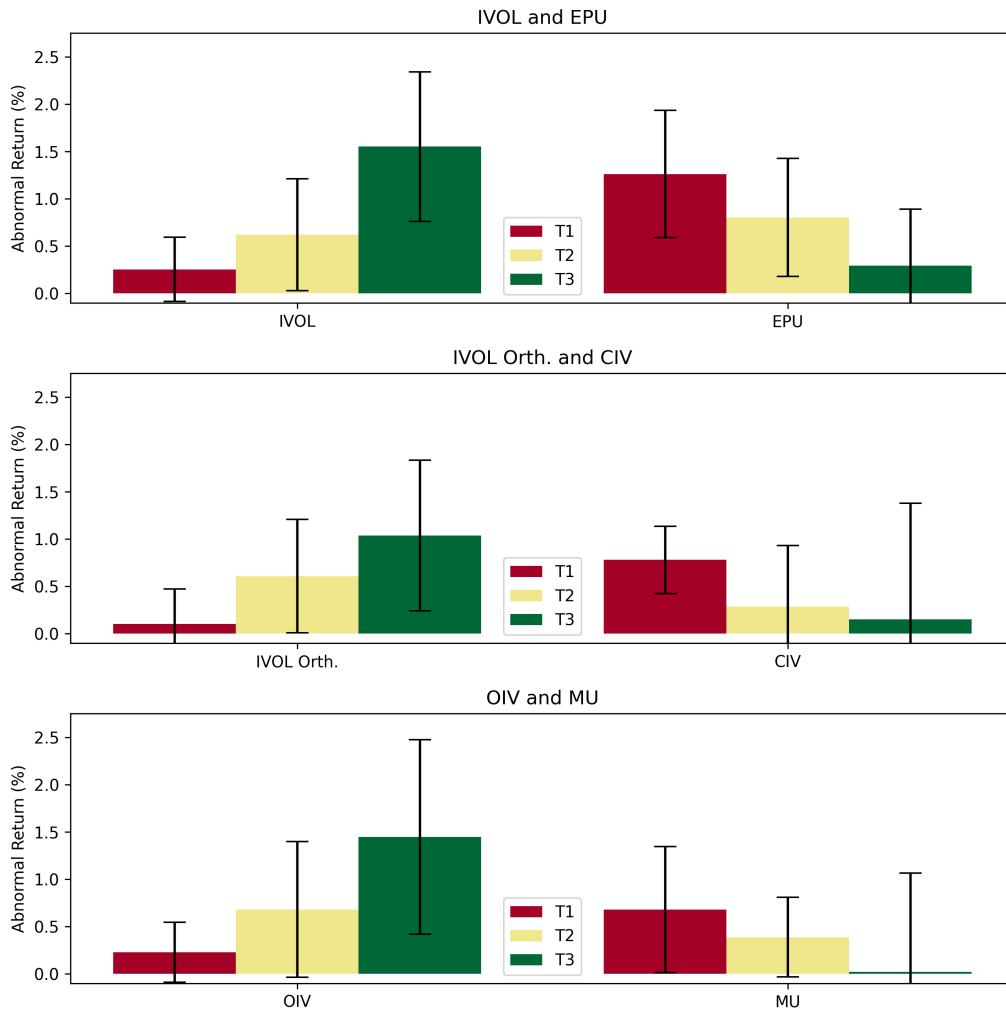 IVOL and EPU
Abnormal Return (%)
2.5
2.0
1.5
1.0
0.5
0.0
T1
T2
T3
IVOL
EPU
IVOL Orth. and CIV
Abnormal Return (%)
2.5
2.0
1.5
1.0
0.5
0.0
T1
T2
T3
IVOL Orth.
CIV
OIV and MU
Abnormal Return (%)
2.5
2.0
1.5
1.0
0.5
0.0
T1
T2
T3
OIV
MU